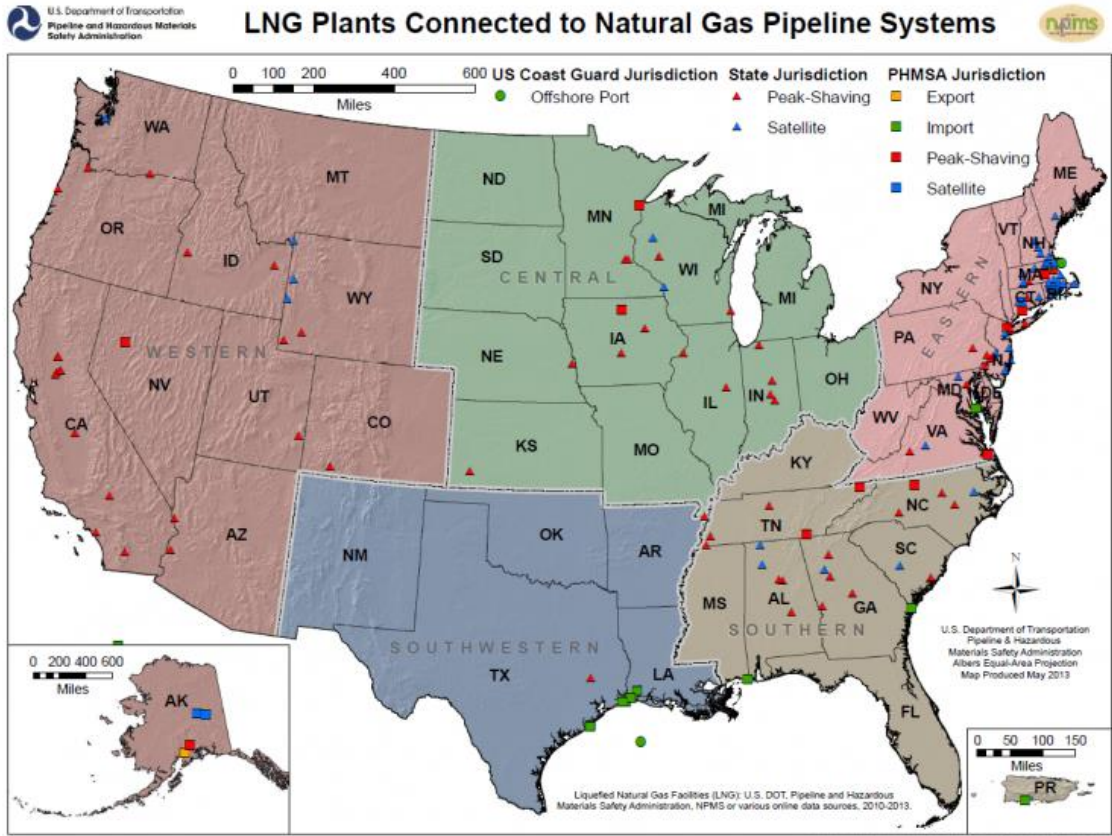 U.S. Department of Transportation
Pipeline and Hazardous Materials
Safety Administration
LNG Plants Connected to Natural Gas Pipeline Systems
npms
0 100 200 400 600
Miles
US Coast Guard Jurisdiction
Offshore Port
State Jurisdiction
Peak-Shaving
Satellite
PHMSA Jurisdiction
Export
Import
Peak-Shaving
Satellite
WA
MT
ND
MN
MI
ME
OR
ID
SD
WI
VT
NH
CENTRAL
WY
MI
NY
MA
CT
RI
EASTERN
WESTERN
NE
IA
PA
NJ
NV
UT
CO
IL
IN
OH
MD
DE
CA
KS
MO
WV
VA
KY
AZ
NM
OK
AR
TN
NC
SC
MS
AL
GA
SOUTHERN
SOUTHWESTERN
TX
LA
FL
N
U.S. Department of Transportation
Pipeline & Hazardous
Materials Safety Administration
Albers Equal-Area Projection
Map Produced May 2013
0 200 400 600
Miles
AK
0 50 100 150
Miles
PR
Liquefied Natural Gas Facilities (LNG): U.S. DOT, Pipeline and Hazardous
Materials Safety Administration, NPMS or various online data sources, 2010-2013.